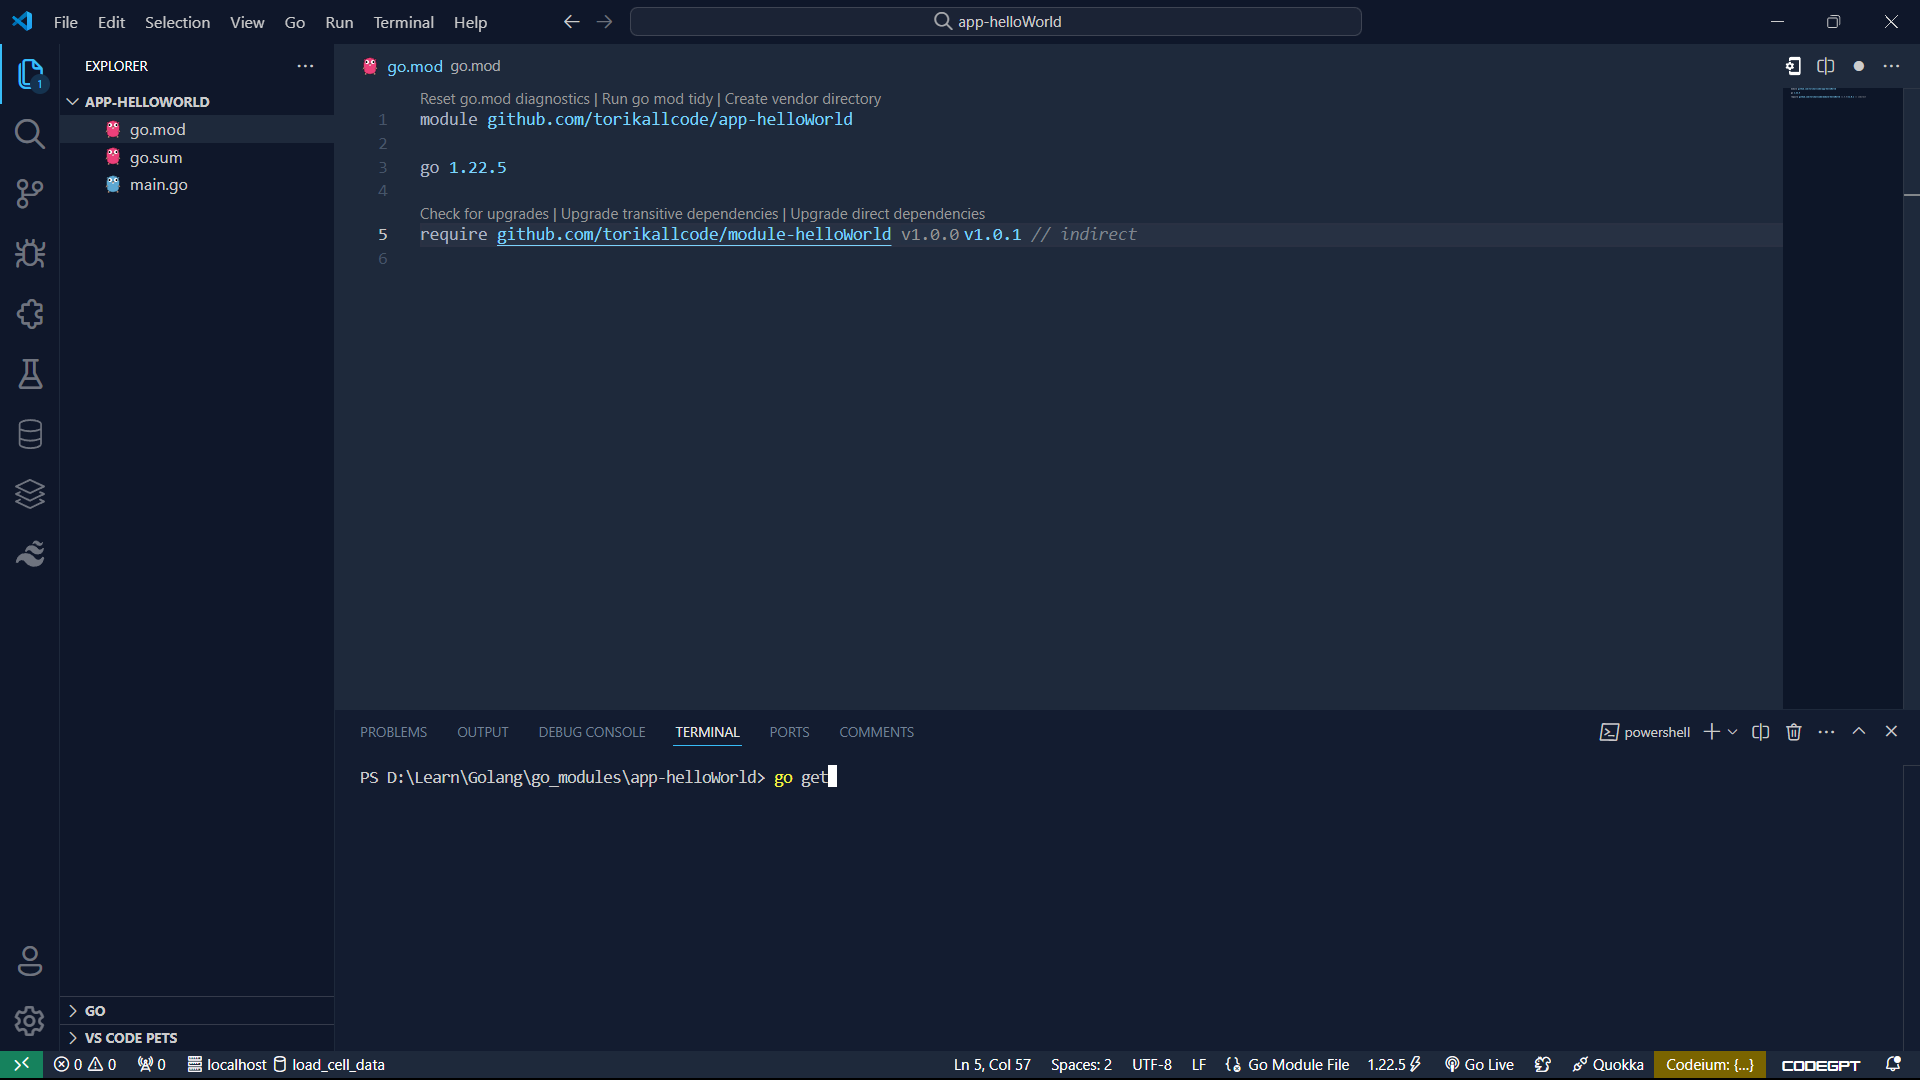 File Edit Selection View Go Run Terminal Help
app-helloWorld
EXPLORER
APP-HELLOWORLD
go.mod
go.sum
main.go
GO
VS CODE PETS
1
go.mod go.mod
Reset go.mod diagnostics | Run go mod tidy | Create vendor directory
1 module github.com/torikallcode/app-helloWorld
2
3 go 1.22.5
4
Check for upgrades | Upgrade transitive dependencies | Upgrade direct dependencies
5 require github.com/torikallcode/module-helloWorld v1.0.0 v1.0.1 // indirect
6
PROBLEMS OUTPUT DEBUG CONSOLE TERMINAL PORTS COMMENTS
powershell
PS D:\Learn\Golang\go_modules\app-helloWorld> go get
0 0 0 localhost load_cell_data Ln 5, Col 57 Spaces: 2 UTF-8 LF Go Module File 1.22.5 Go Live Quokka Codeium: {...} CODEGPT